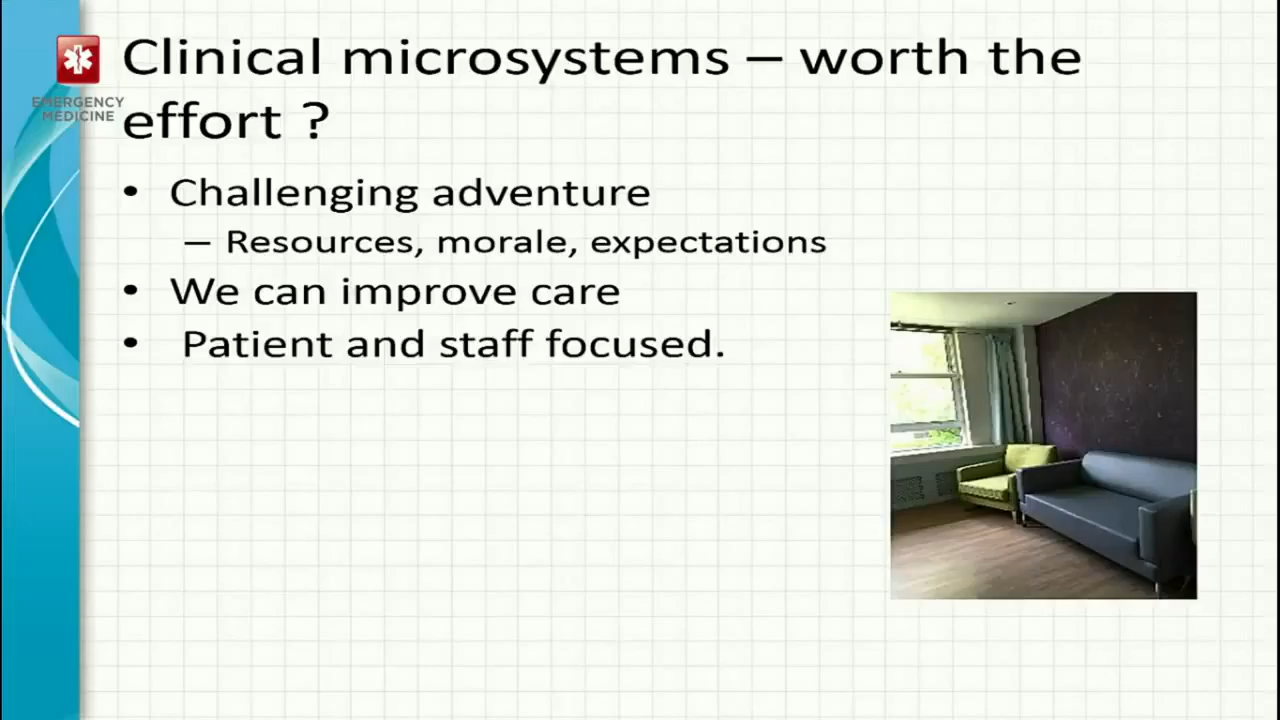 Clinical microsystems – worth the
effort ?
EMERGENCY
MEDICINE
• Challenging adventure
– Resources, morale, expectations
• We can improve care
• Patient and staff focused.